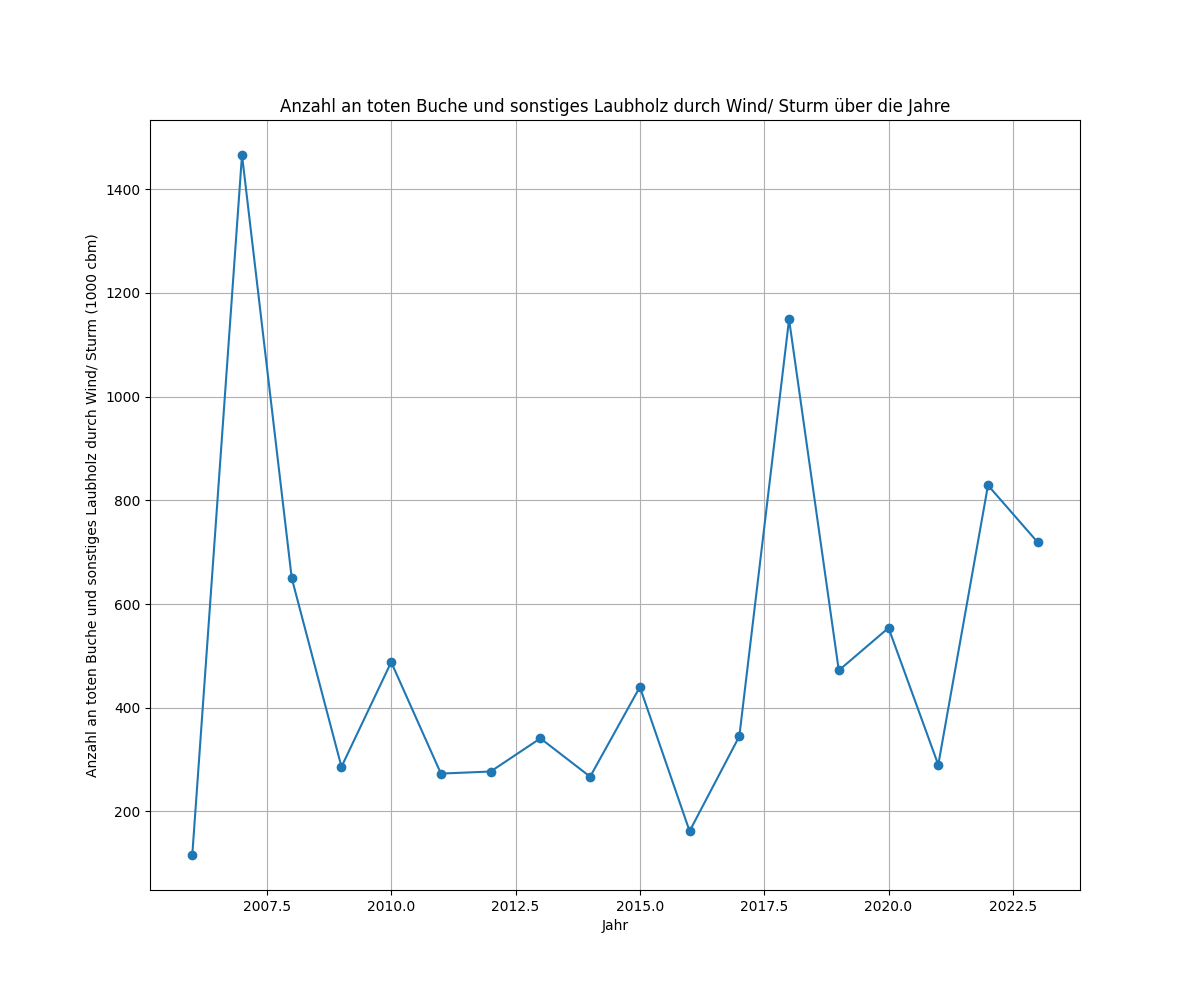 Anzahl an toten Buche und sonstiges Laubholz durch Wind/ Sturm über die Jahre
Anzahl an toten Buche und sonstiges Laubholz durch Wind/ Sturm (1000 cbm)
1400
1200
1000
800
600
400
200
2007.5 2010.0 2012.5 2015.0 2017.5 2020.0 2022.5
Jahr